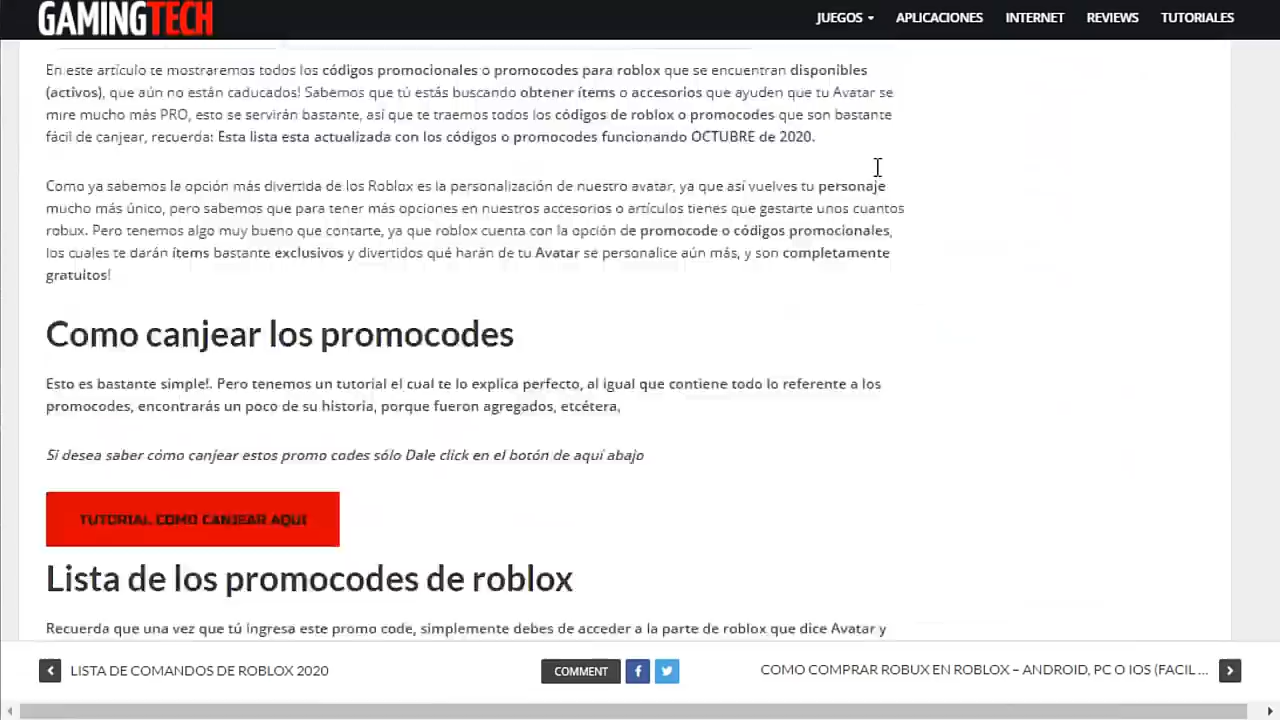 GAMINGTECH
JUEGOS APLICACIONES INTERNET REVIEWS TUTORIALES
En este artículo te mostraremos todos los códigos promocionales o promocodes para roblox que se encuentran disponibles
(activos), que aún no están caducados! Sabemos que tú estás buscando obtener ítems o accesorios que ayuden que tu Avatar se
mire mucho más PRO, esto se servirán bastante, así que te traemos todos los códigos de roblox o promocodes que son bastante
fácil de canjear, recuerda: Esta lista esta actualizada con los códigos o promocodes funcionando OCTUBRE de 2020.
Como ya sabemos la opción más divertida de los Roblox es la personalización de nuestro avatar, ya que así vuelves tu personaje
mucho más único, pero sabemos que para tener más opciones en nuestros accesorios o artículos tienes que gastarte unos cuantos
robux. Pero tenemos algo muy bueno que contarte, ya que roblox cuenta con la opción de promocode o códigos promocionales,
los cuales te darán ítems bastante exclusivos y divertidos qué harán de tu Avatar se personalice aún más, y son completamente
gratuitos!
Como canjear los promocodes
Esto es bastante simple!. Pero tenemos un tutorial el cual te lo explica perfecto, al igual que contiene todo lo referente a los
promocodes, encontrarás un poco de su historia, porque fueron agregados, etcétera,
Si desea saber cómo canjear estos promo codes sólo Dale click en el botón de aquí abajo
TUTORIAL COMO CANJEAR AQUI
Lista de los promocodes de roblox
Recuerda que una vez que tú ingresa este promo code, simplemente debes de acceder a la parte de roblox que dice Avatar y
LISTA DE COMANDOS DE ROBLOX 2020 COMMENT COMO COMPRAR ROBUX EN ROBLOX – ANDROID, PC O IOS (FACIL ...